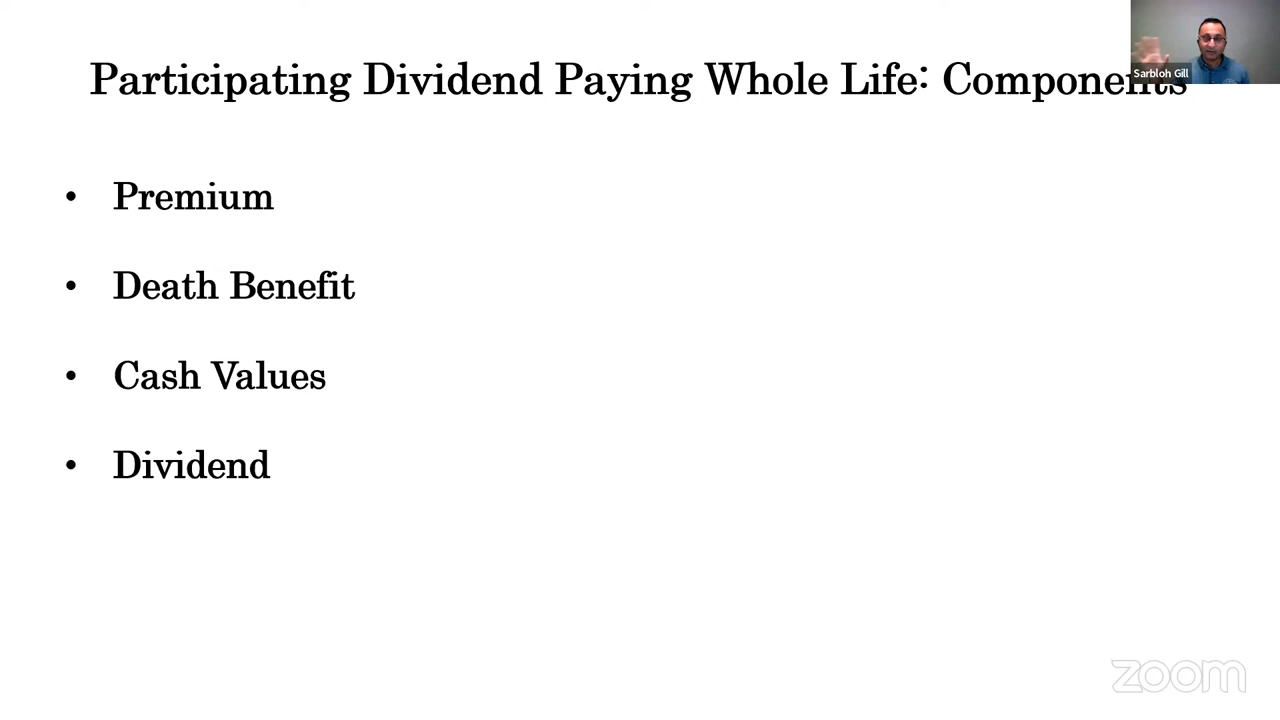 Participating Dividend Paying Whole Life: Components
Sarbloh Gill
• Premium
• Death Benefit
• Cash Values
• Dividend
zoom